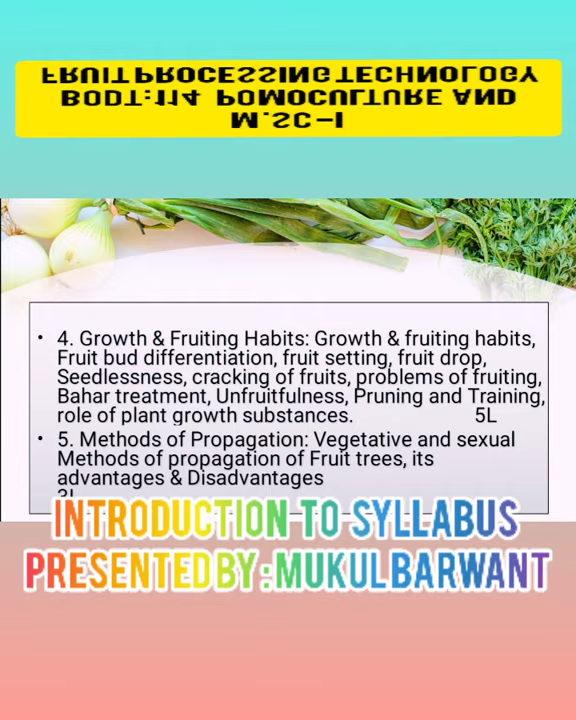 M.SC-I
BODT:114 POMOCULTURE AND
FRUIT PROCESSING TECHNOLOGY
• 4. Growth & Fruiting Habits: Growth & fruiting habits,
Fruit bud differentiation, fruit setting, fruit drop,
Seedlessness, cracking of fruits, problems of fruiting,
Bahar treatment, Unfruitfulness, Pruning and Training,
role of plant growth substances. 5L
• 5. Methods of Propagation: Vegetative and sexual
Methods of propagation of Fruit trees, its
advantages & Disadvantages
INTRODUCTION TO SYLLABUS
PRESENTED BY : MUKUL BARWANT